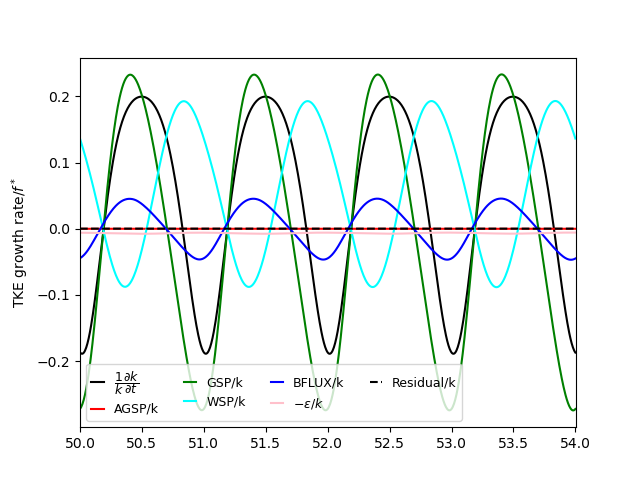 TKE growth rate/f*
0.2
0.1
0.0
−0.1
−0.2
1/k ∂k/∂t
AGSP/k
GSP/k
WSP/k
BFLUX/k
−ε/k
Residual/k
50.0 50.5 51.0 51.5 52.0 52.5 53.0 53.5 54.0